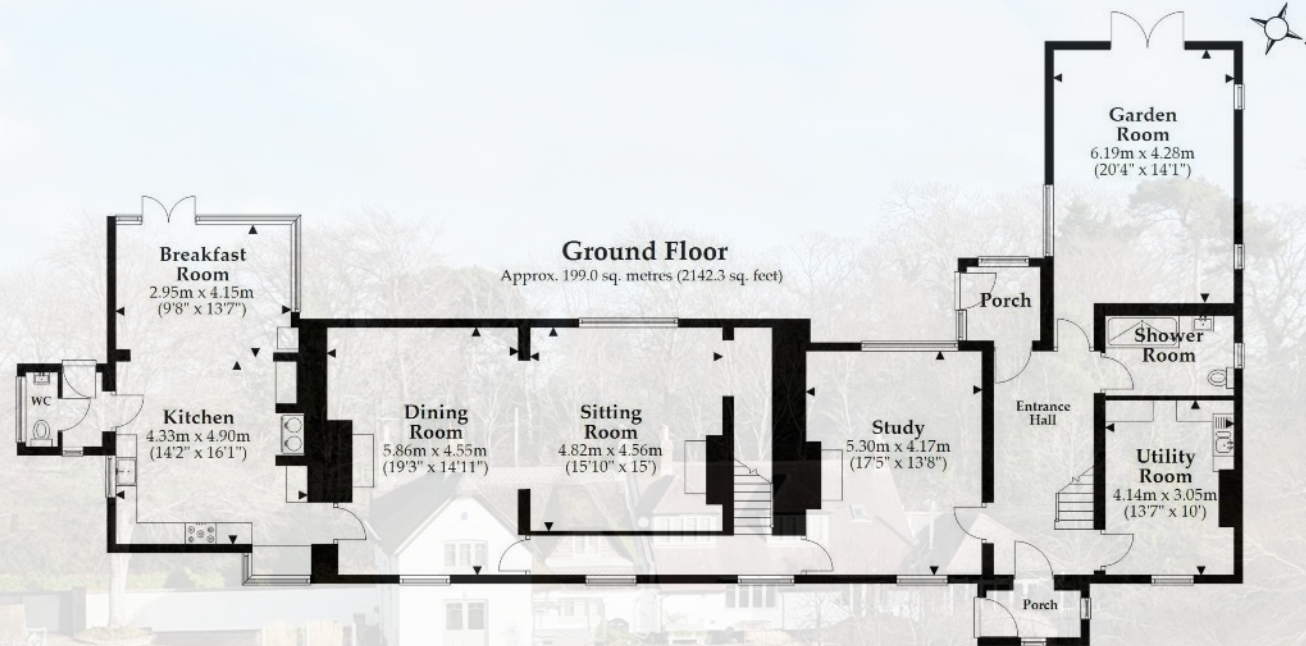 Garden
Room
6.19m x 4.28m
(20'4" x 14'1")
Ground Floor
Approx. 199.0 sq. metres (2142.3 sq. feet)
Breakfast
Room
2.95m x 4.15m
(9'8" x 13'7")
Porch
Shower
Room
WC
Kitchen
4.33m x 4.90m
(14'2" x 16'1")
Dining
Room
5.86m x 4.55m
(19'3" x 14'11")
Sitting
Room
4.82m x 4.56m
(15'10" x 15')
Study
5.30m x 4.17m
(17'5" x 13'8")
Entrance
Hall
Utility
Room
4.14m x 3.05m
(13'7" x 10')
Porch